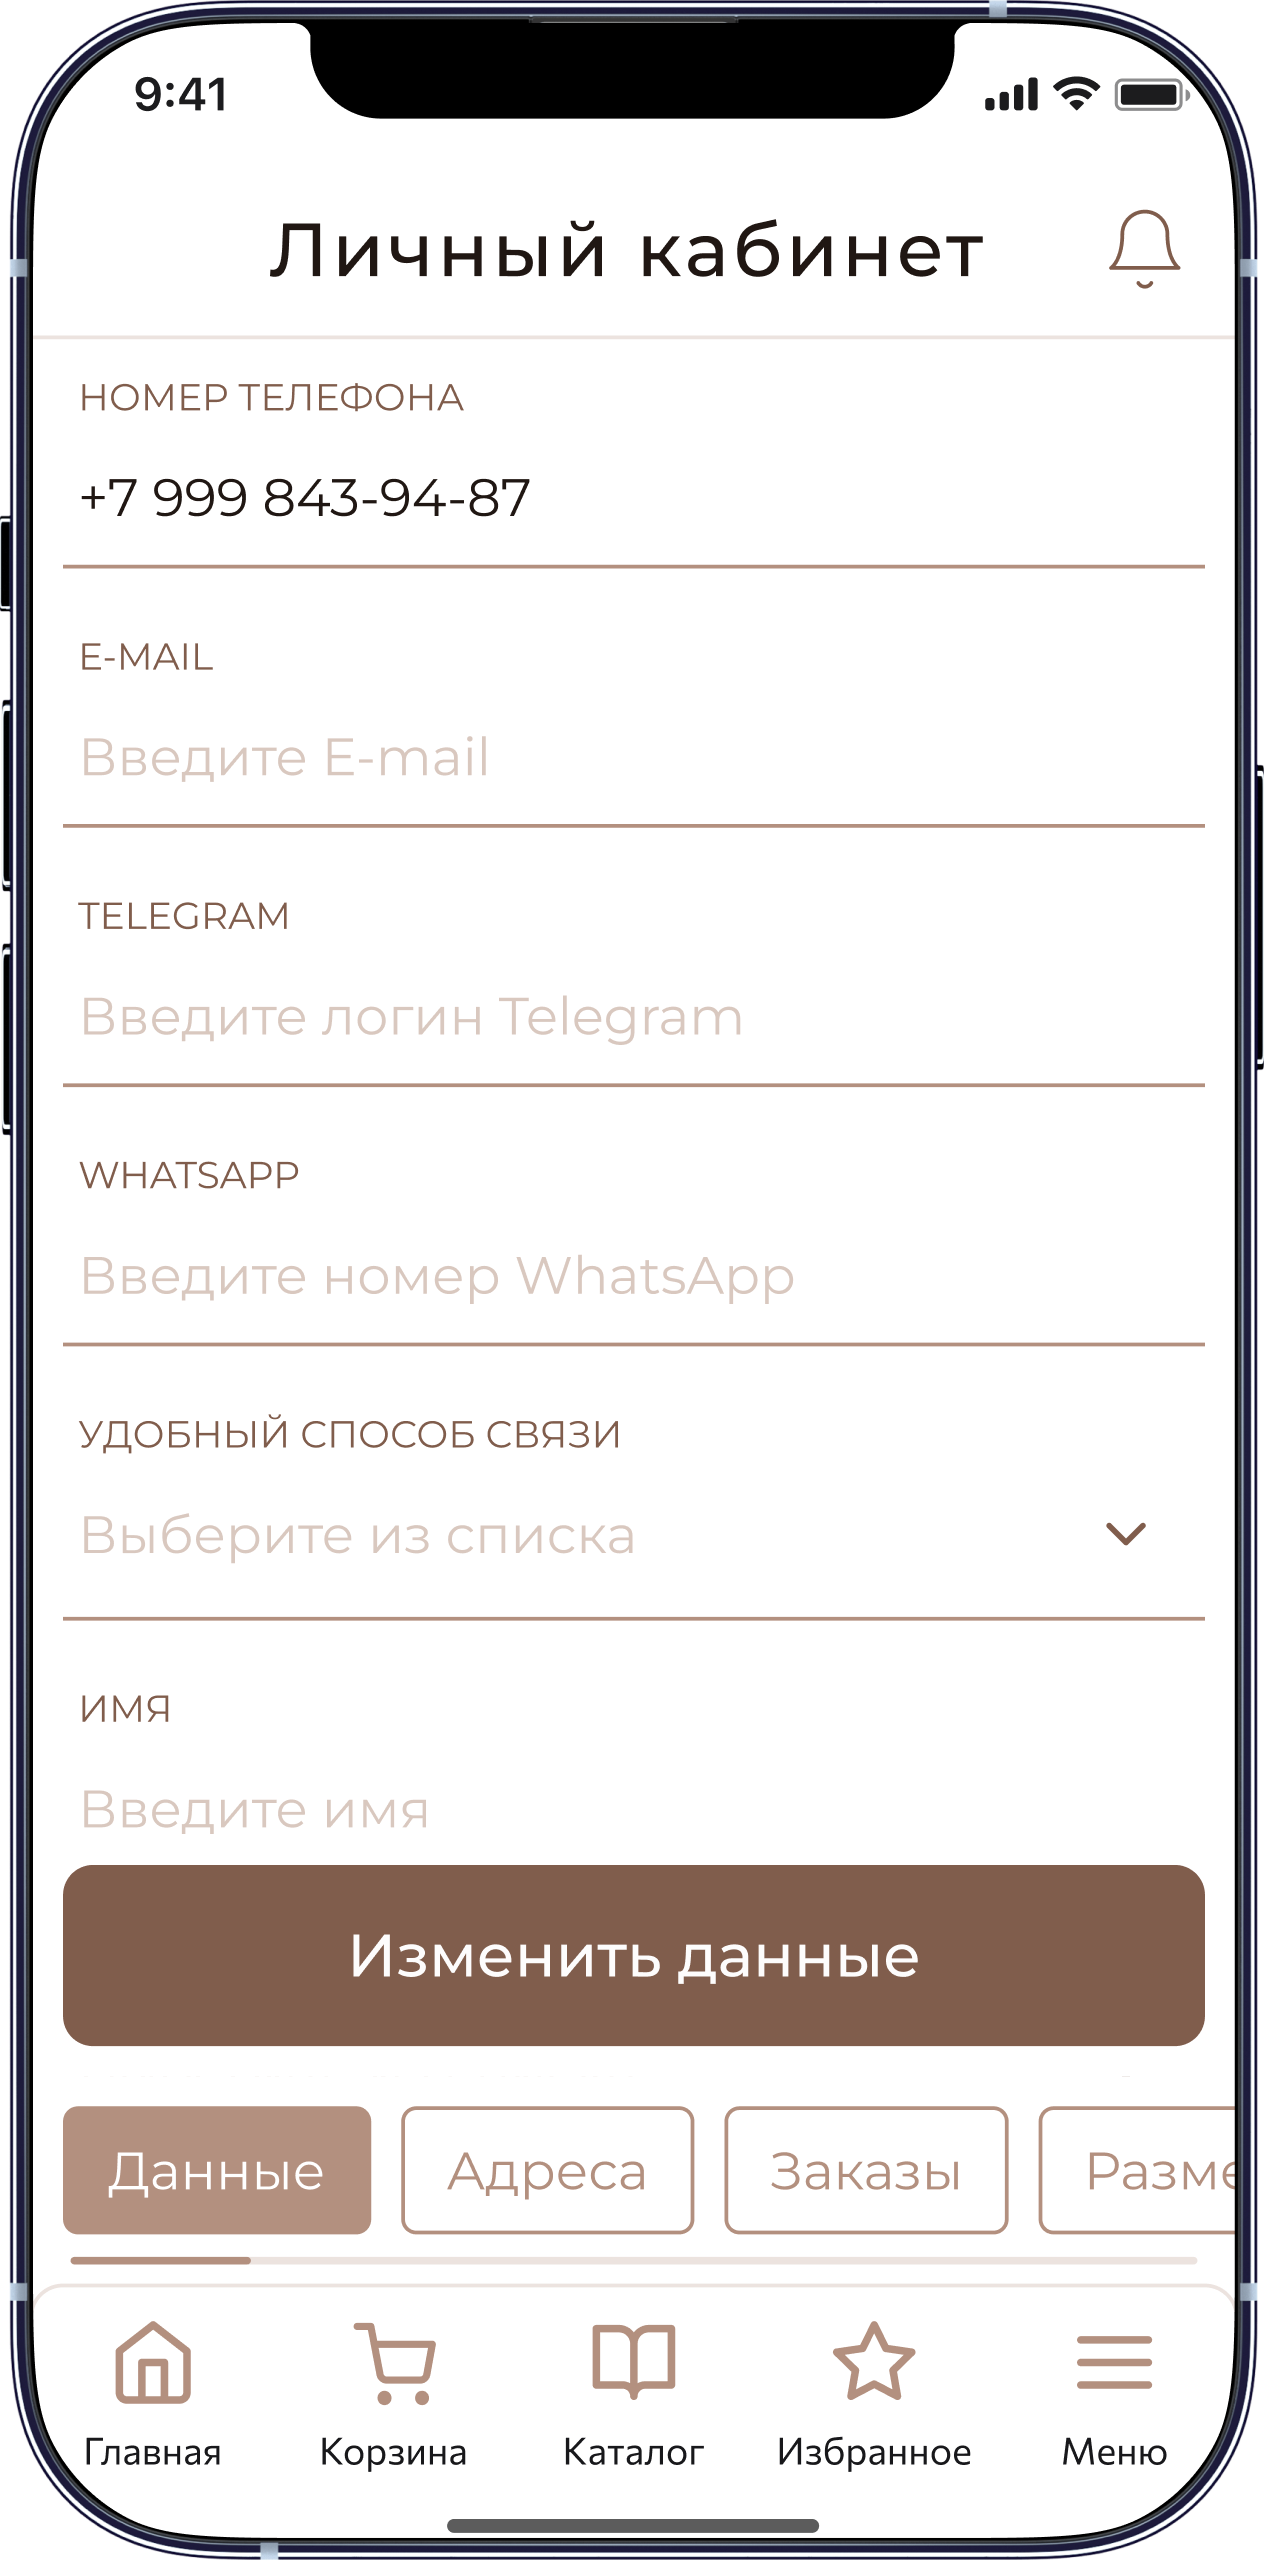 9:41
Личный кабинет
НОМЕР ТЕЛЕФОНА
+7 999 843-94-87
E-MAIL
Введите E-mail
TELEGRAM
Введите логин Telegram
WHATSAPP
Введите номер WhatsApp
УДОБНЫЙ СПОСОБ СВЯЗИ
Выберите из списка
ИМЯ
Введите имя
Изменить данные
Данные Адреса Заказы Разме
Главная Корзина Каталог Избранное Меню